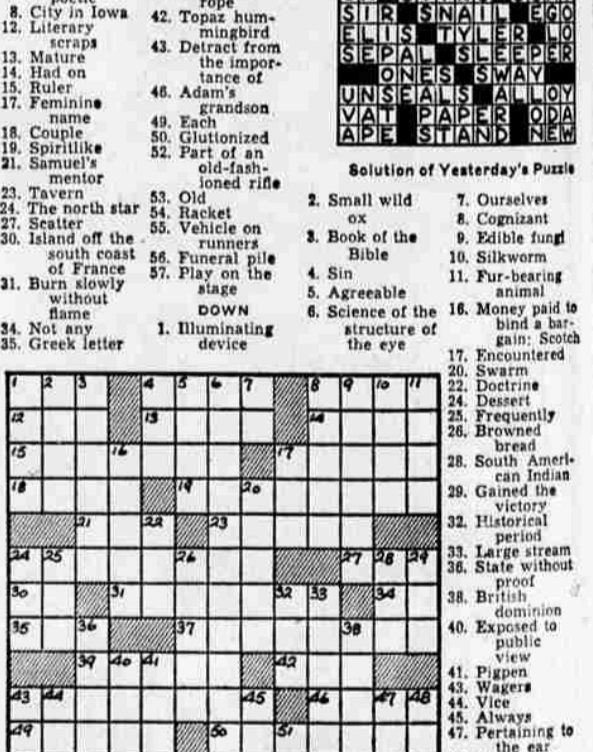 poetic
8. City in Iowa
12. Literary
scraps
13. Mature
14. Had on
15. Ruler
17. Feminine
name
18. Couple
19. Spiritlike
21. Samuel's
mentor
23. Tavern
24. The north star
27. Scatter
30. Island off the
south coast
of France
31. Burn slowly
without
flame
34. Not any
35. Greek letter
rope
42. Topaz hum-
mingbird
43. Detract from
the impor-
tance of
46. Adam's
grandson
49. Each
50. Glutionized
52. Part of an
old-fash-
ioned rifle
53. Old
54. Racket
55. Vehicle on
runners
56. Funeral pile
57. Play on the
stage
DOWN
1. Illuminating
device
SIR SNAIL EGO
ELIS TYLER LO
SEPAL SLEEPER
ONES SWAY
UNSEALS ALLOY
VAT PAPER ODA
APE STAND NEW
Solution of Yesterday's Puzzle
2. Small wild
ox
3. Book of the
Bible
4. Sin
5. Agreeable
6. Science of the
structure of
the eye
7. Ourselves
8. Cognizant
9. Edible fungi
10. Silkworm
11. Fur-bearing
animal
16. Money paid to
bind a bar-
gain: Scotch
17. Encountered
20. Swarm
22. Doctrine
24. Dessert
25. Frequently
26. Browned
bread
28. South Ameri-
can Indian
29. Gained the
victory
32. Historical
period
33. Large stream
36. State without
proof
38. British
dominion
40. Exposed to
public
view
41. Pigpen
43. Wagers
44. Vice
45. Always
47. Pertaining to
the ear
1 2 3 4 5 6 7 8 9 10 11
12 13 14
15 16 17
18 19 20
21 22 23
24 25 26 27 28 29
30 31 32 33 34
35 36 37 38
39 40 41 42
43 44 45 46 47 48
49 50 51